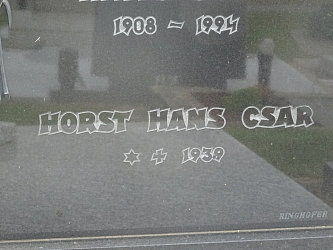 1908 – 1994
HORST HANS CSAR
✶ ✚ 1939
RINGHOFER